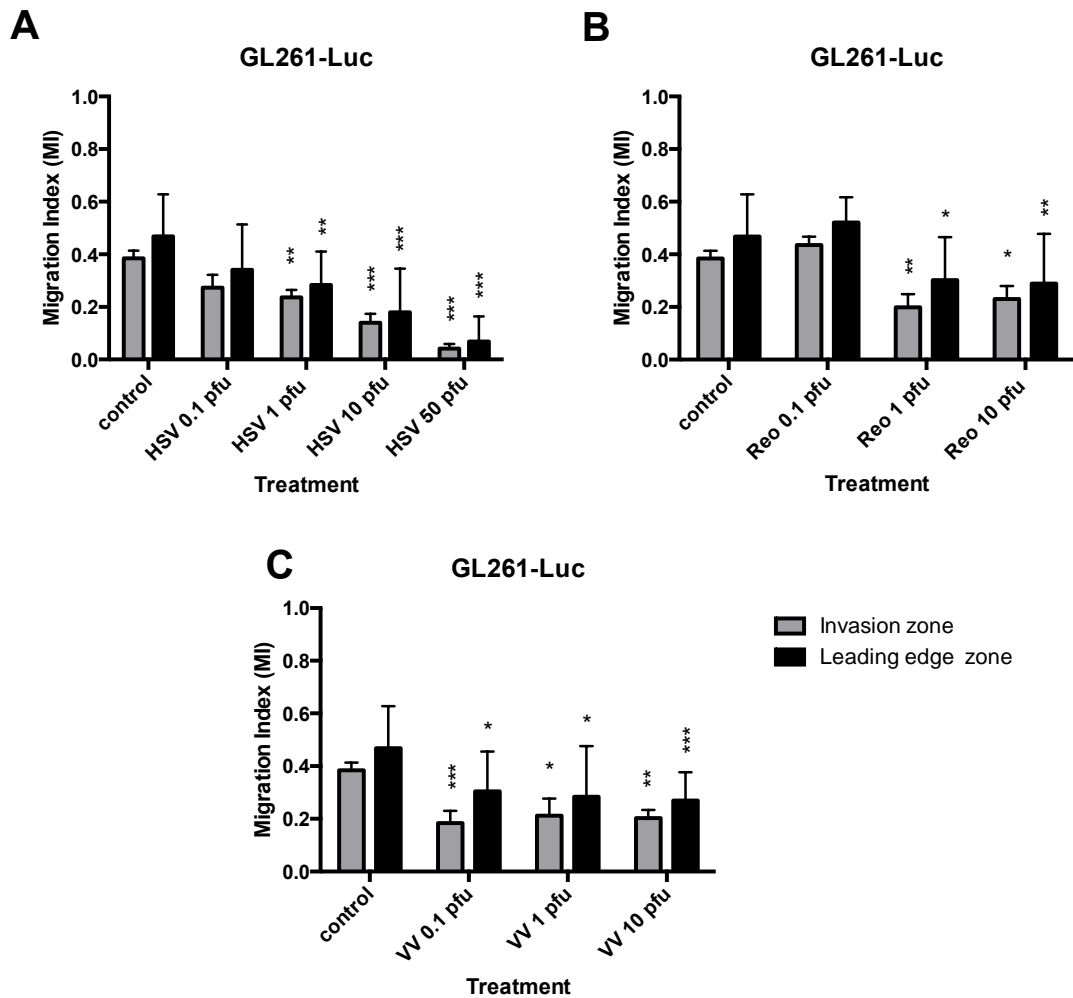 A
GL261-Luc
Migration Index (MI)
1.0
0.8
0.6
0.4
0.2
0.0
**
**
***
***
***
***
control
HSV 0.1 pfu
HSV 1 pfu
HSV 10 pfu
HSV 50 pfu
Treatment
B
GL261-Luc
Migration Index (MI)
1.0
0.8
0.6
0.4
0.2
0.0
**
*
*
**
control
Reo 0.1 pfu
Reo 1 pfu
Reo 10 pfu
Treatment
C
GL261-Luc
Migration Index (MI)
1.0
0.8
0.6
0.4
0.2
0.0
***
*
*
*
**
***
control
VV 0.1 pfu
VV 1 pfu
VV 10 pfu
Treatment
Invasion zone
Leading edge zone